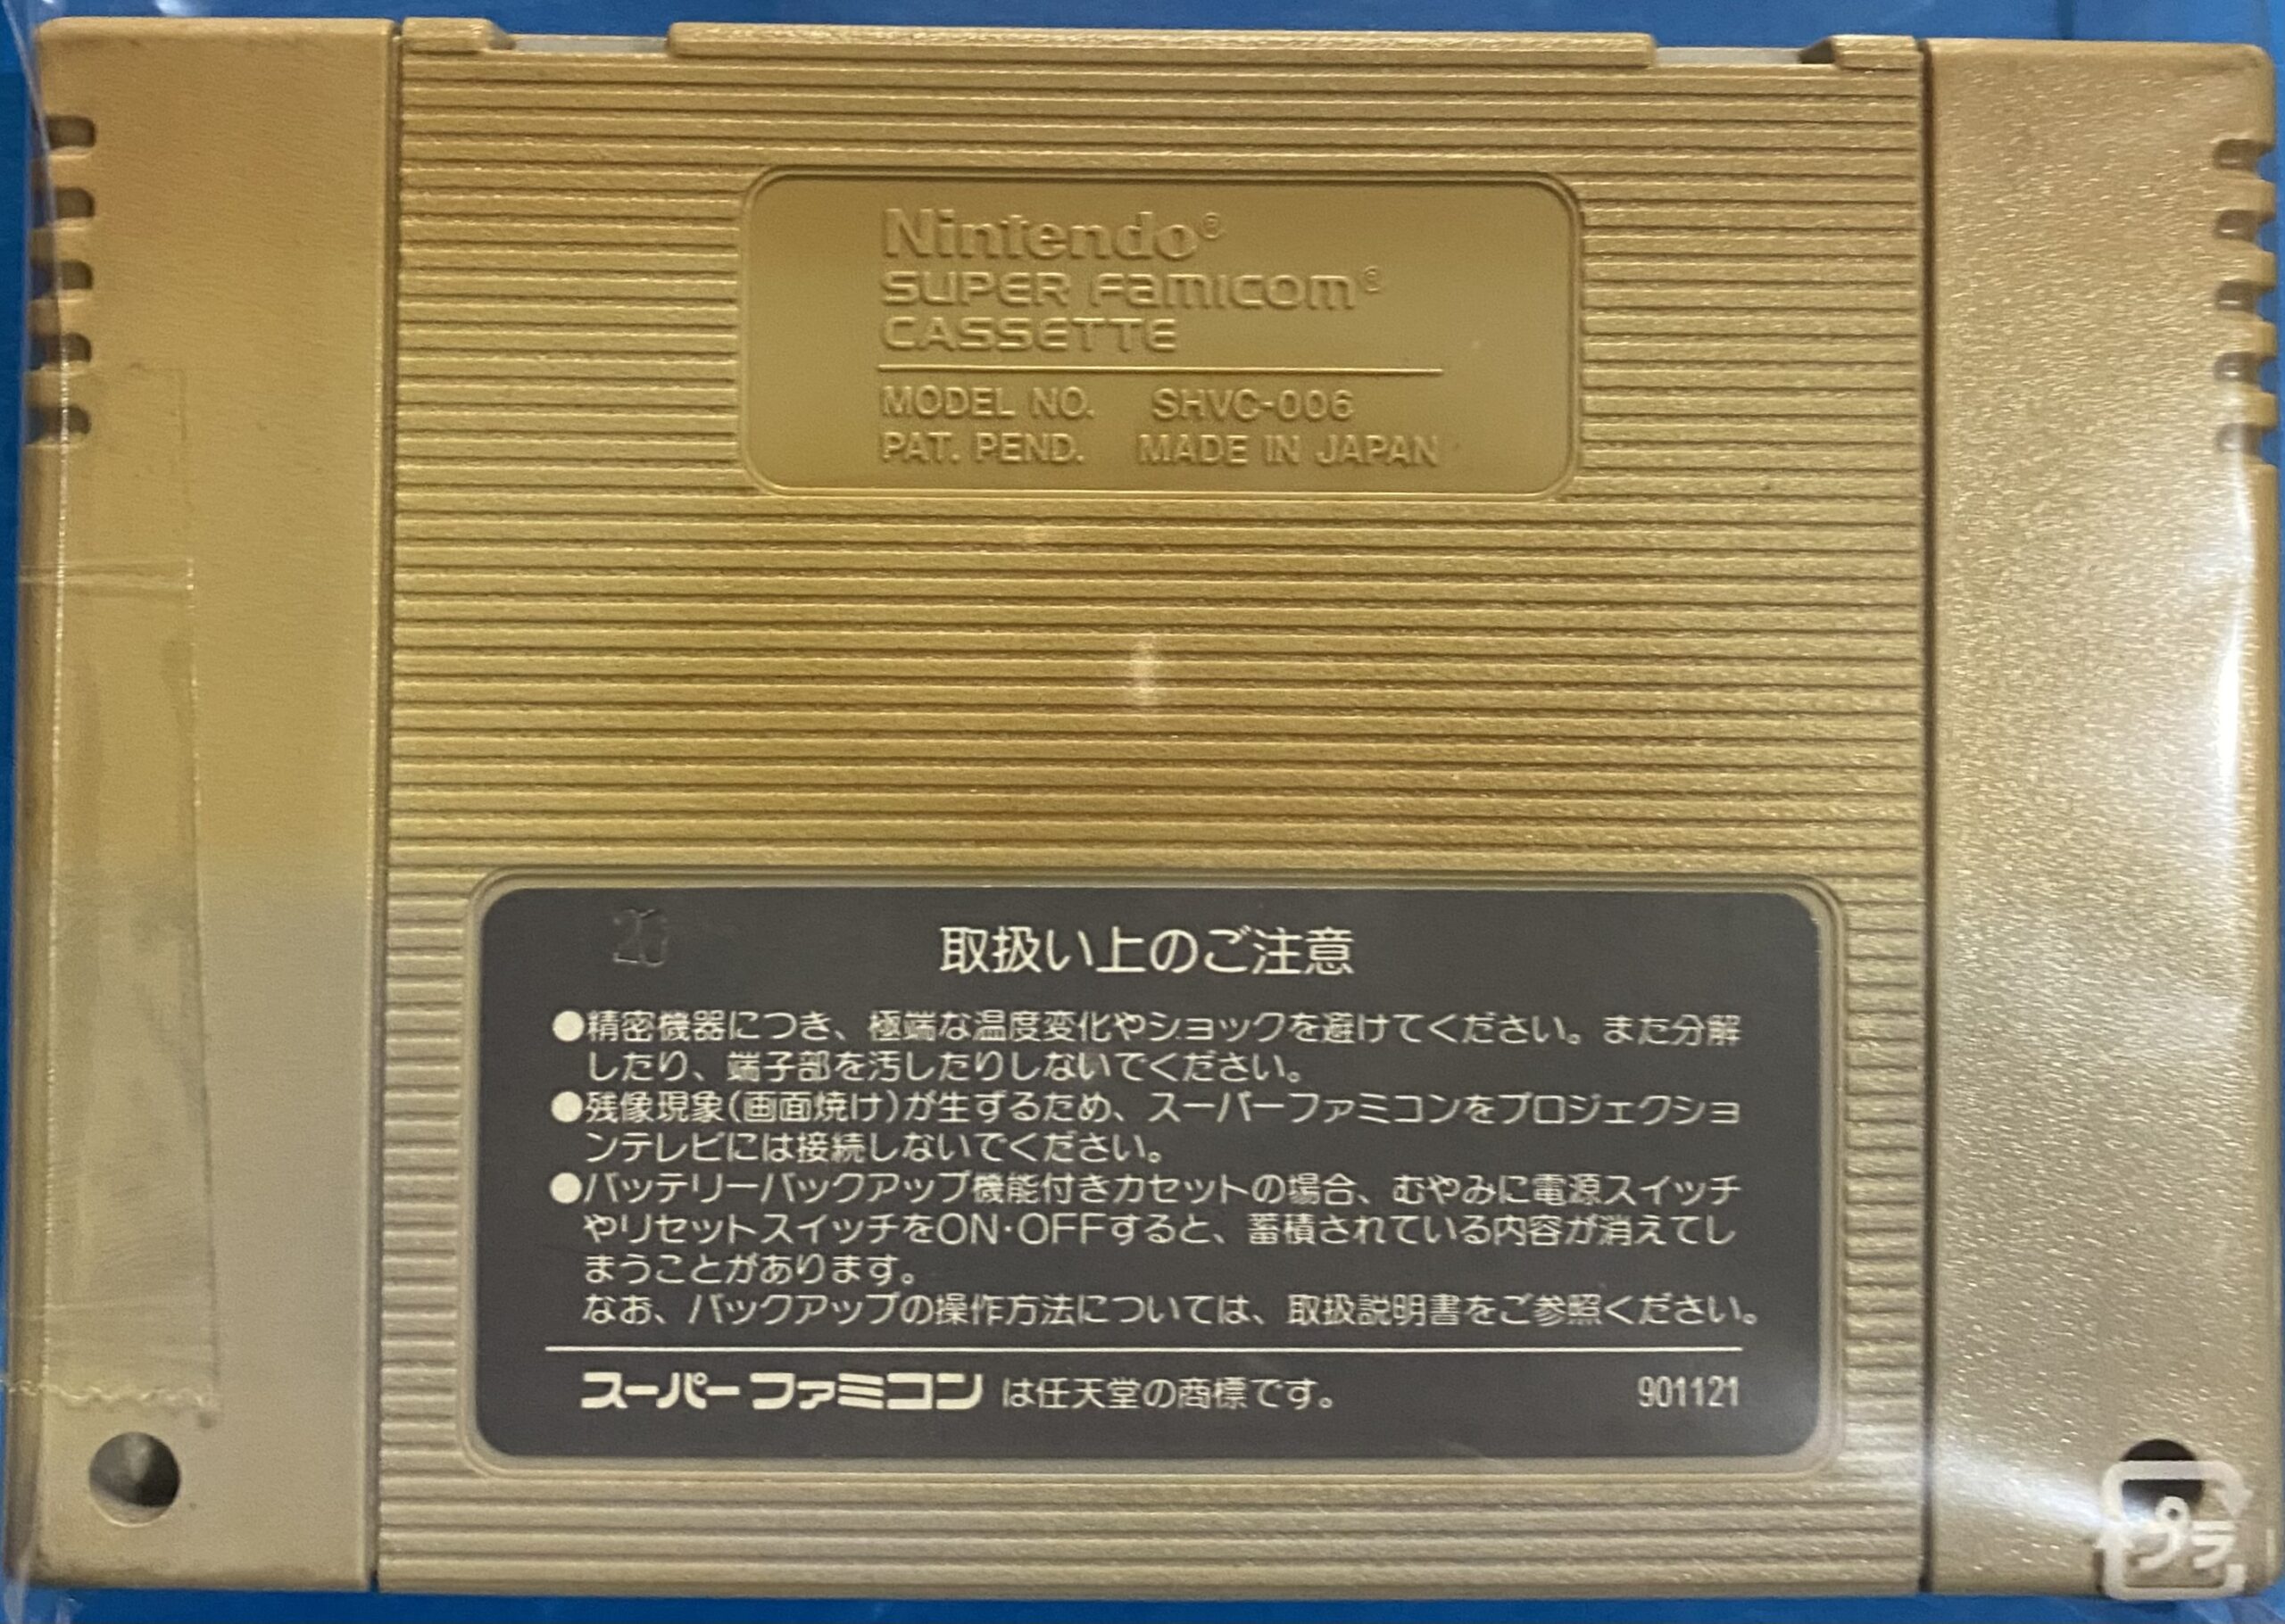 Nintendo®
SUPER FAMICOM®
CASSETTE
MODEL NO. SHVC-006
PAT. PEND. MADE IN JAPAN
26
取扱い上のご注意
●精密機器につき、極端な温度変化やショックを避けてください。また分解
したり、端子部を汚したりしないでください。
●残像現象(画面焼け)が生ずるため、スーパーファミコンをプロジェクショ
ンテレビには接続しないでください。
●バッテリーバックアップ機能付きカセットの場合、むやみに電源スイッチ
やリセットスイッチをON・OFFすると、蓄積されている内容が消えてし
まうことがあります。
なお、バックアップの操作方法については、取扱説明書をご参照ください。
スーパーファミコン は任天堂の商標です。 901121
プラ